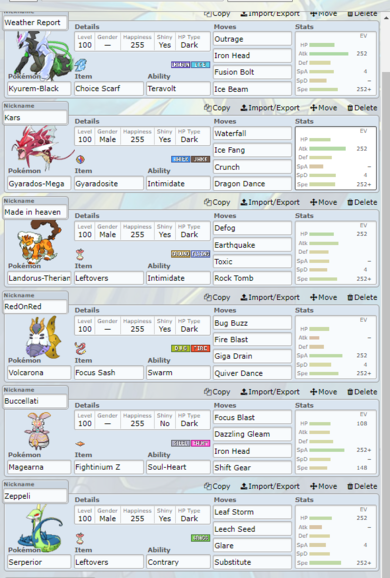 Nickname
Copy Import/Export Move Delete
Weather Report
Details
Moves
Stats
Level Gender Happiness Shiny HP Type
100 — 255 Yes Dark
Outrage
Iron Head
Fusion Bolt
Ice Beam
EV
HP
Atk 252
Def
SpA 4
SpD –
Spe 252+
DRAGON ICE
Pokémon Item Ability
Kyurem-Black Choice Scarf Teravolt
Copy Import/Export Move Delete
Nickname
Kars
Details
Moves
Stats
Level Gender Happiness Shiny HP Type
100 Male 255 Yes Dark
Waterfall
Ice Fang
Crunch
Dragon Dance
EV
HP
Atk 252
Def
SpA –
SpD 4
Spe 252+
WATER DARK
Pokémon Item Ability
Gyarados-Mega Gyaradosite Intimidate
Copy Import/Export Move Delete
Nickname
Made in heaven
Details
Moves
Stats
Level Gender Happiness Shiny HP Type
100 Male 255 Yes Dark
Defog
Earthquake
Toxic
Rock Tomb
EV
HP 252
Atk
Def
SpA –
SpD 4
Spe 252+
GROUND FLYING
Pokémon Item Ability
Landorus-Therian Leftovers Intimidate
Copy Import/Export Move Delete
Nickname
RedOnRed
Details
Moves
Stats
Level Gender Happiness Shiny HP Type
100 — 255 Yes Dark
Bug Buzz
Fire Blast
Giga Drain
Quiver Dance
EV
HP
Atk –
Def
SpA 252
SpD 4
Spe 252+
BUG FIRE
Pokémon Item Ability
Volcarona Focus Sash Swarm
Copy Import/Export Move Delete
Nickname
Buccellati
Details
Moves
Stats
Level Gender Happiness Shiny HP Type
100 — 255 No Dark
Focus Blast
Dazzling Gleam
Iron Head
Shift Gear
EV
HP 108
Atk
Def
SpA 252
SpD
Spe 148
STEEL FAIRY
Pokémon Item Ability
Magearna Fightinium Z Soul-Heart
Copy Import/Export Move Delete
Nickname
Zeppeli
Details
Moves
Stats
Level Gender Happiness Shiny HP Type
100 Male 255 Yes Dark
Leaf Storm
Leech Seed
Glare
Substitute
EV
HP 252
Atk –
Def
SpA
SpD 4
Spe 252+
GRASS
Pokémon Item Ability
Serperior Leftovers Contrary